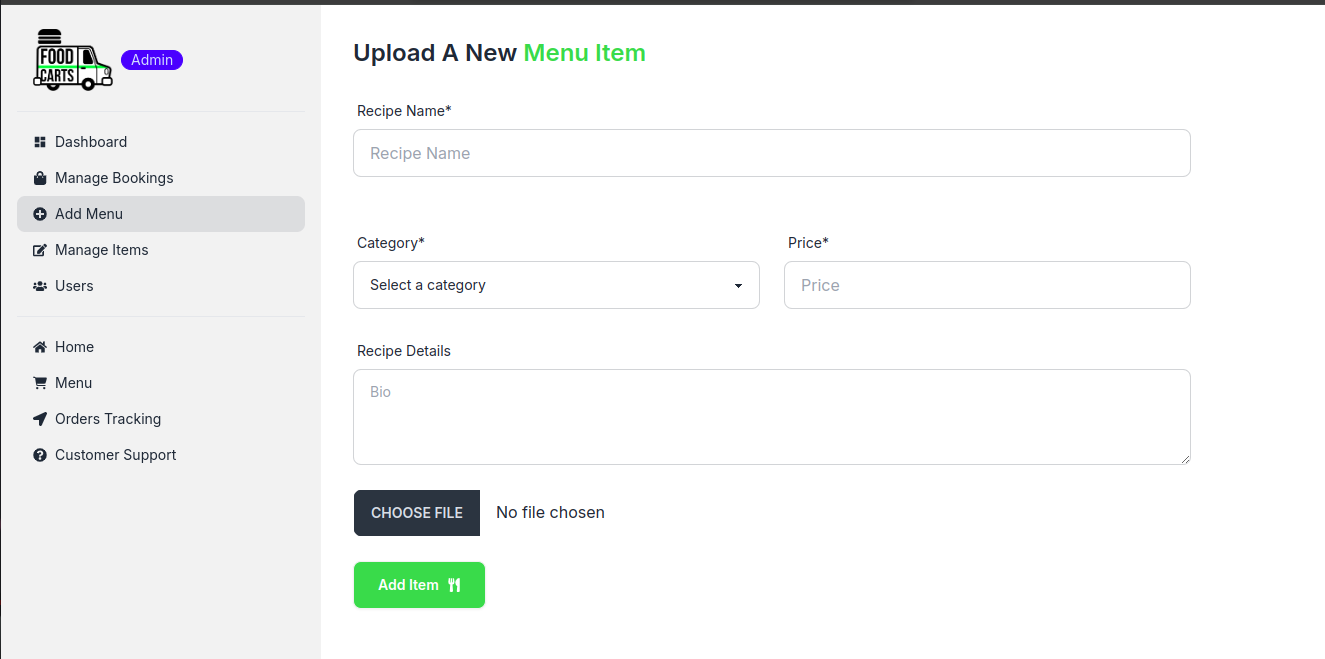 FOOD
CARTS
Admin
Dashboard
Manage Bookings
Add Menu
Manage Items
Users
Home
Menu
Orders Tracking
Customer Support
Upload A New Menu Item
Recipe Name*
Recipe Name
Category*
Price*
Select a category
Price
Recipe Details
Bio
CHOOSE FILE No file chosen
Add Item